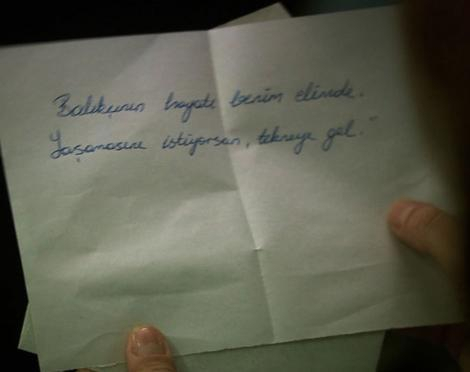 Balıkçının hayatı benim elimde.
Yaşamasını istiyorsan, tekneye gel."